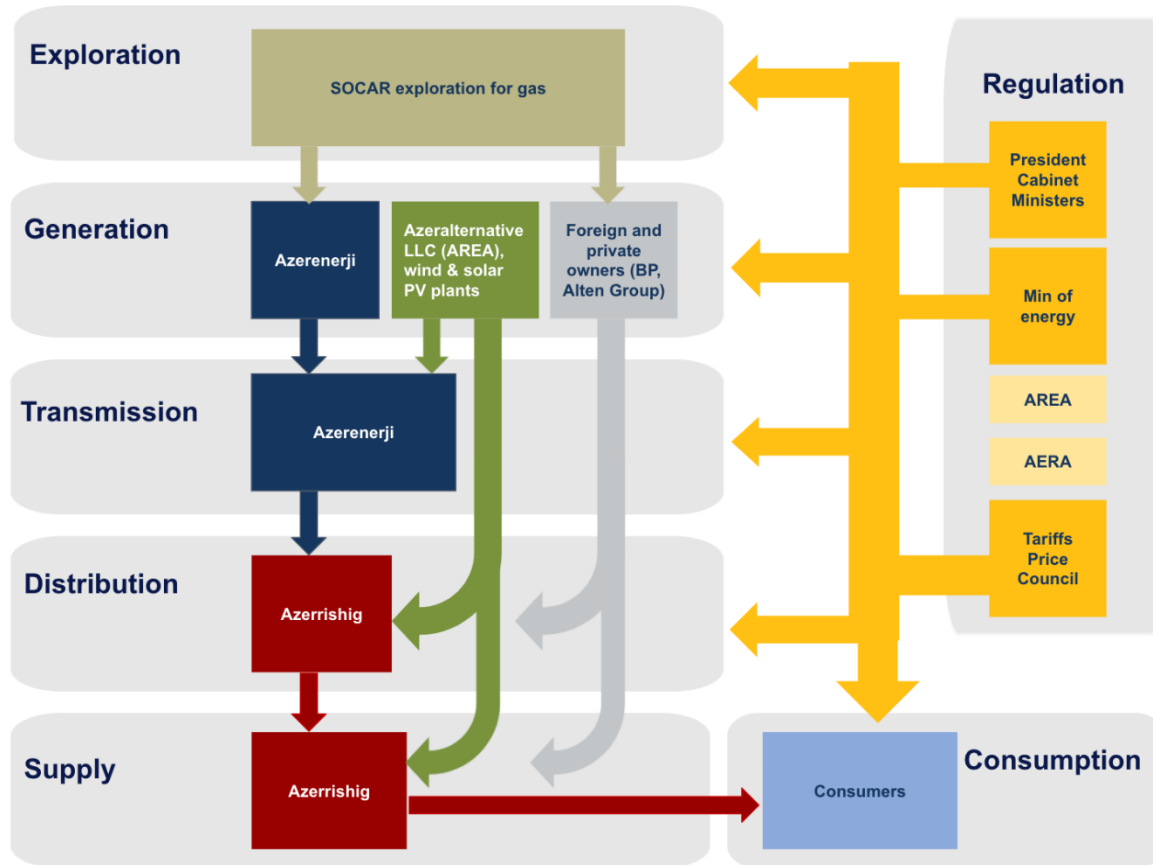 Exploration
SOCAR exploration for gas
Regulation
President
Cabinet
Ministers
Generation
Azerenerji
Azeralternative
LLC (AREA),
wind & solar
PV plants
Foreign and
private
owners (BP,
Alten Group)
Min of
energy
Transmission
Azerenerji
AREA
AERA
Tariffs
Price
Council
Distribution
Azerrishig
Supply
Azerrishig
Consumers
Consumption